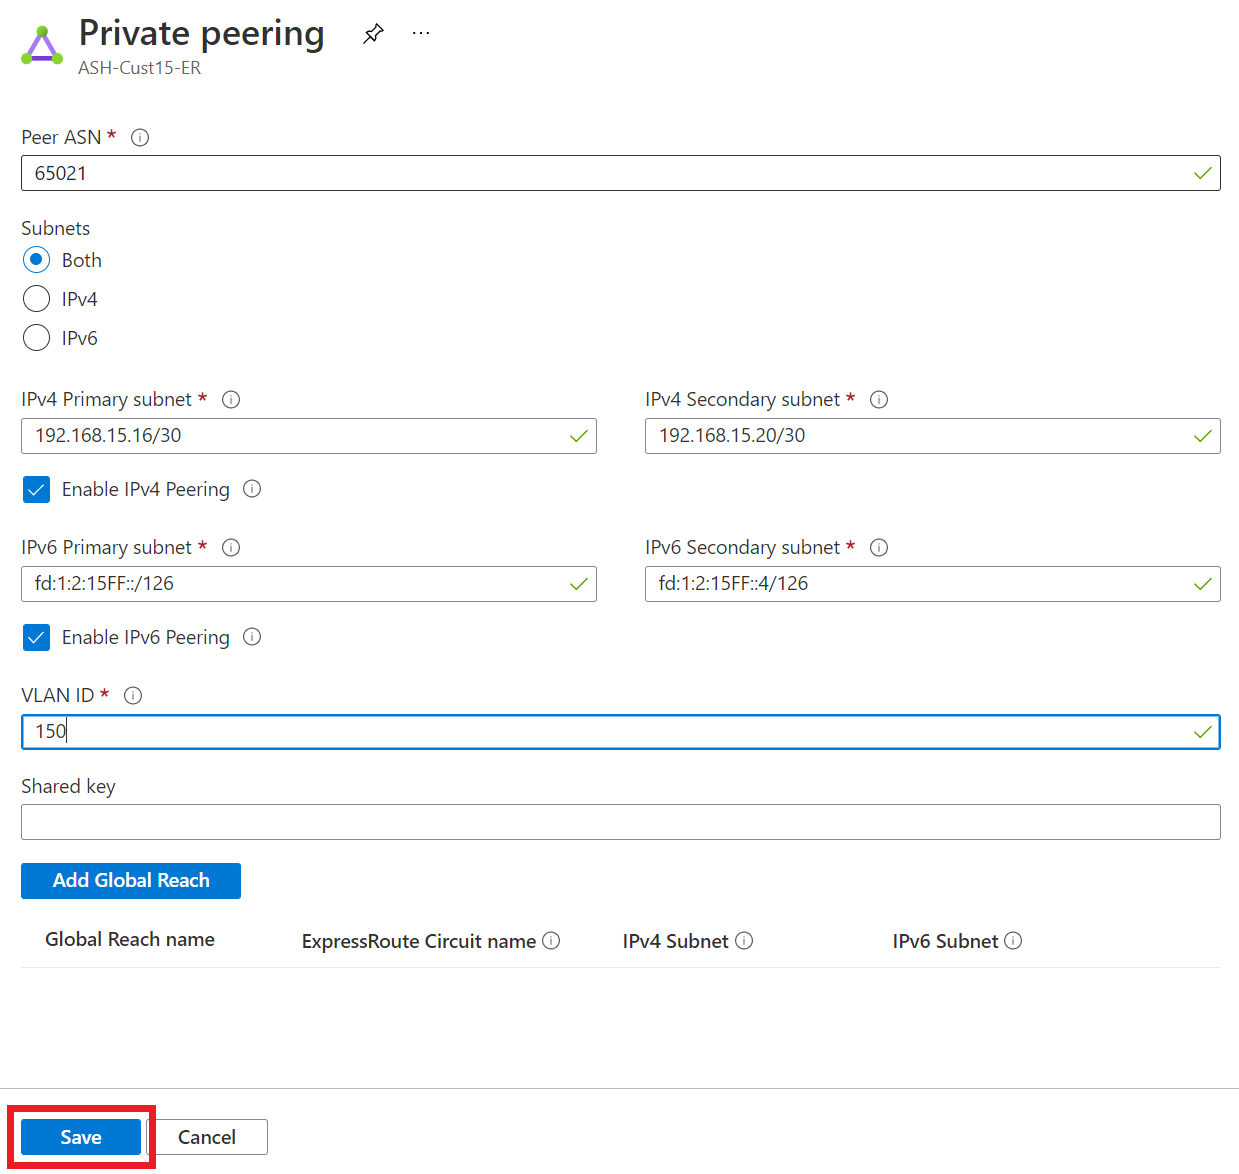 Private peering ...
ASH-Cust15-ER
Peer ASN *
65021
Subnets
Both
IPv4
IPv6
IPv4 Primary subnet * IPv4 Secondary subnet *
192.168.15.16/30 192.168.15.20/30
Enable IPv4 Peering
IPv6 Primary subnet * IPv6 Secondary subnet *
fd:1:2:15FF::/126 fd:1:2:15FF::4/126
Enable IPv6 Peering
VLAN ID *
150
Shared key
Add Global Reach
Global Reach name ExpressRoute Circuit name IPv4 Subnet IPv6 Subnet
Save Cancel